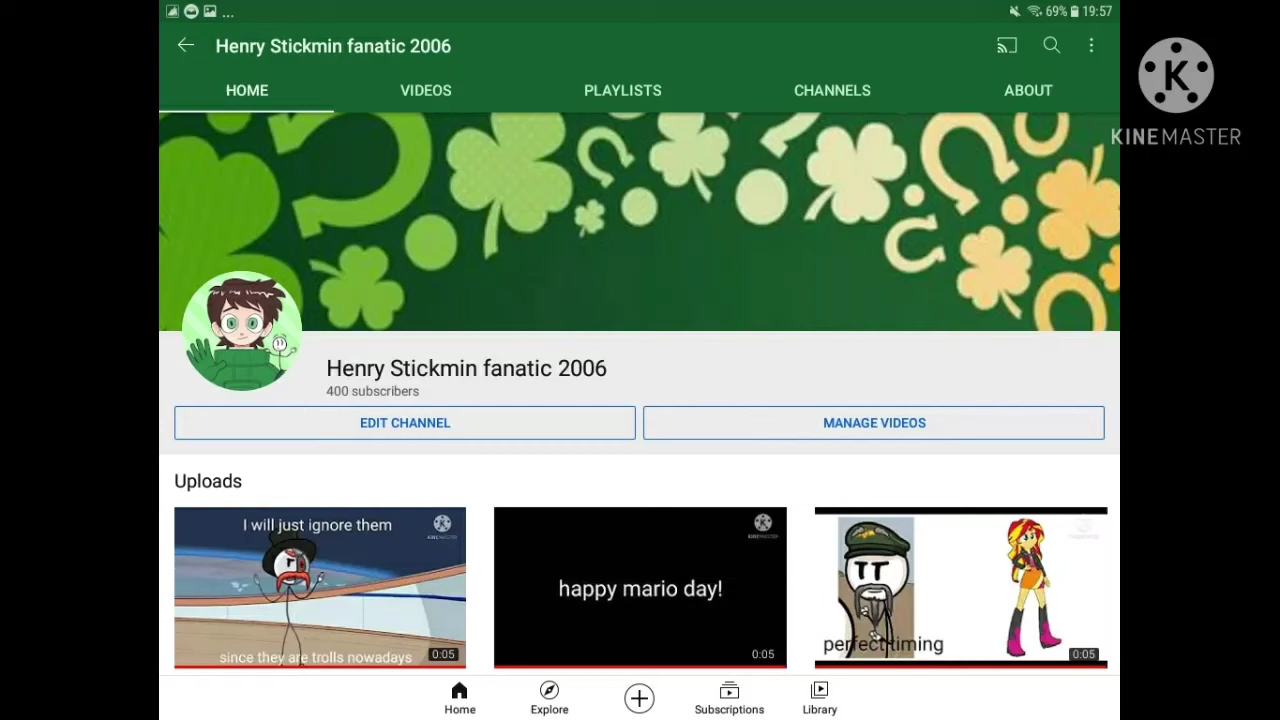 ... 69% 19:57
Henry Stickmin fanatic 2006
K
KINEMASTER
HOME VIDEOS PLAYLISTS CHANNELS ABOUT
Henry Stickmin fanatic 2006
400 subscribers
EDIT CHANNEL MANAGE VIDEOS
Uploads
I will just ignore them
KINEMASTER
since they are trolls nowadays 0:05
KINEMASTER
happy mario day!
0:05
perfect timing
0:05
Home Explore Subscriptions Library